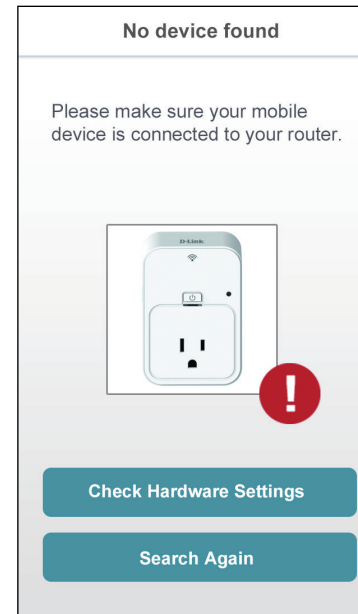 No device found
Please make sure your mobile
device is connected to your router.
D-Link
Check Hardware Settings
Search Again